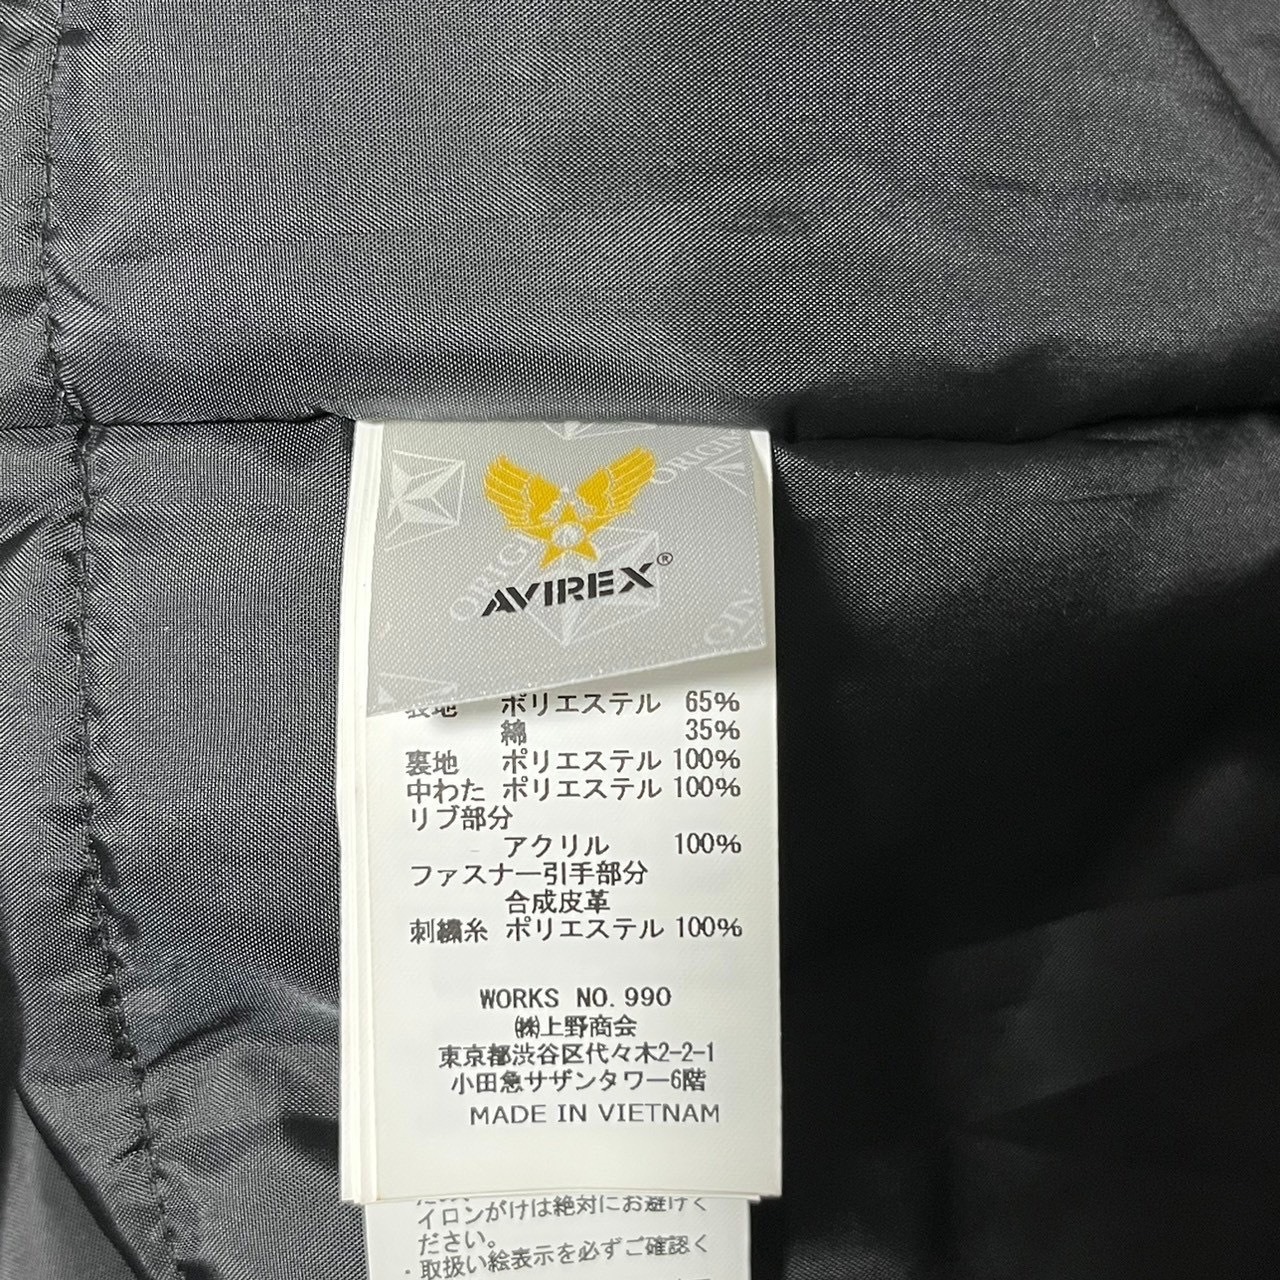 ORIGIN
AVIREX®
ORIGI
GIN
表地 ポリエステル 65%
綿 35%
裏地 ポリエステル 100%
中わた ポリエステル 100%
リブ部分
アクリル 100%
ファスナー引手部分
合成皮革
刺繍糸 ポリエステル 100%
WORKS NO. 990
㈱上野商会
東京都渋谷区代々木2-2-1
小田急サザンタワー6階
MADE IN VIETNAM
イロンがけは絶対にお避けく
ださい。
・取扱い絵表示を必ずご確認く